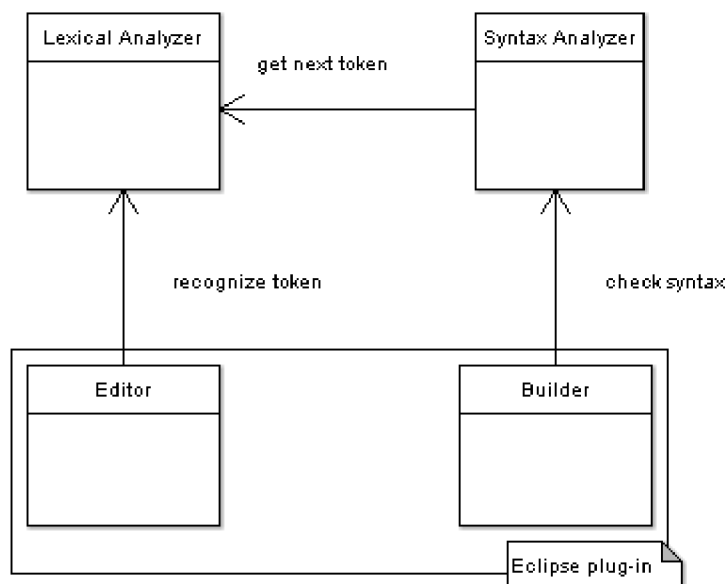 Lexical Analyzer
Syntax Analyzer
get next token
recognize token
check syntax
Editor
Builder
Eclipse plug-in